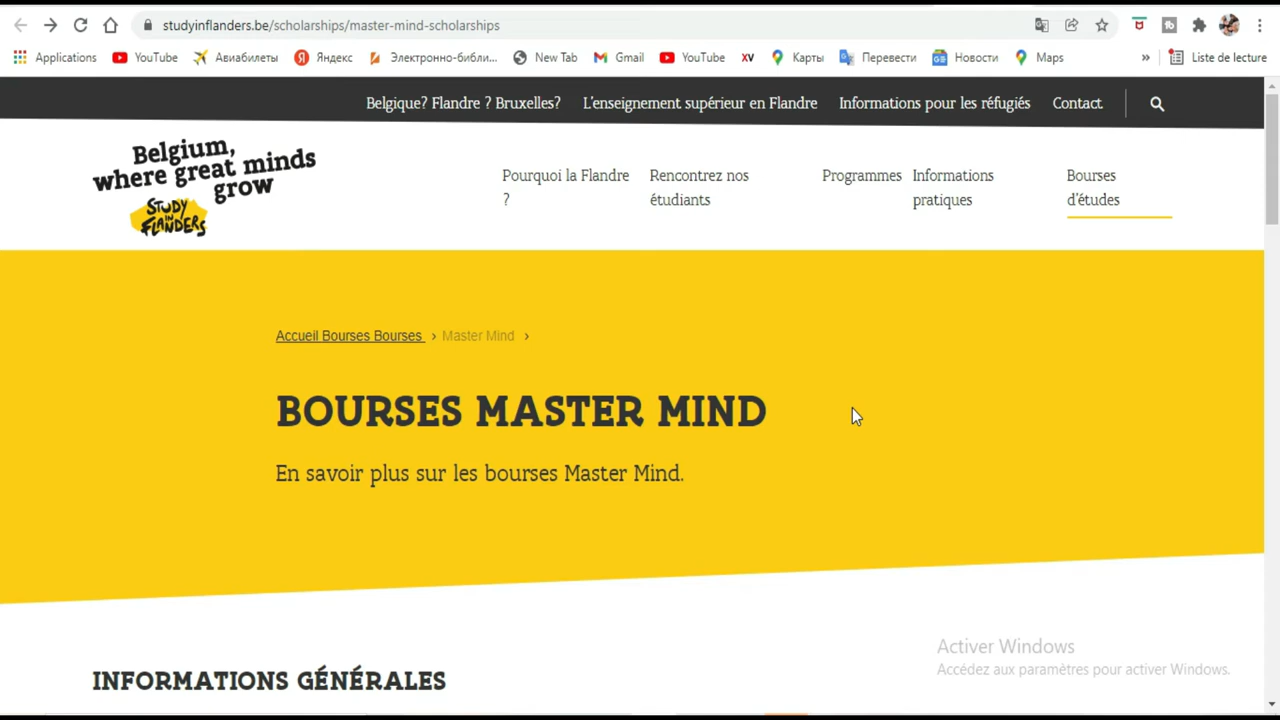 studyinflanders.be/scholarships/master-mind-scholarships
Applications YouTube Авиабилеты Яндекс Электронно-библи... New Tab Gmail YouTube XV Карты Перевести Новости Maps » Liste de lecture
Belgique? Flandre ? Bruxelles? L'enseignement supérieur en Flandre Informations pour les réfugiés Contact
Belgium,
where great minds
grow
STUDY
IN
FLANDERS
Pourquoi la Flandre
?
Rencontrez nos
étudiants
Programmes
Informations
pratiques
Bourses
d'études
Accueil Bourses Bourses › Master Mind ›
BOURSES MASTER MIND
En savoir plus sur les bourses Master Mind.
Activer Windows
Accédez aux paramètres pour activer Windows.
INFORMATIONS GÉNÉRALES